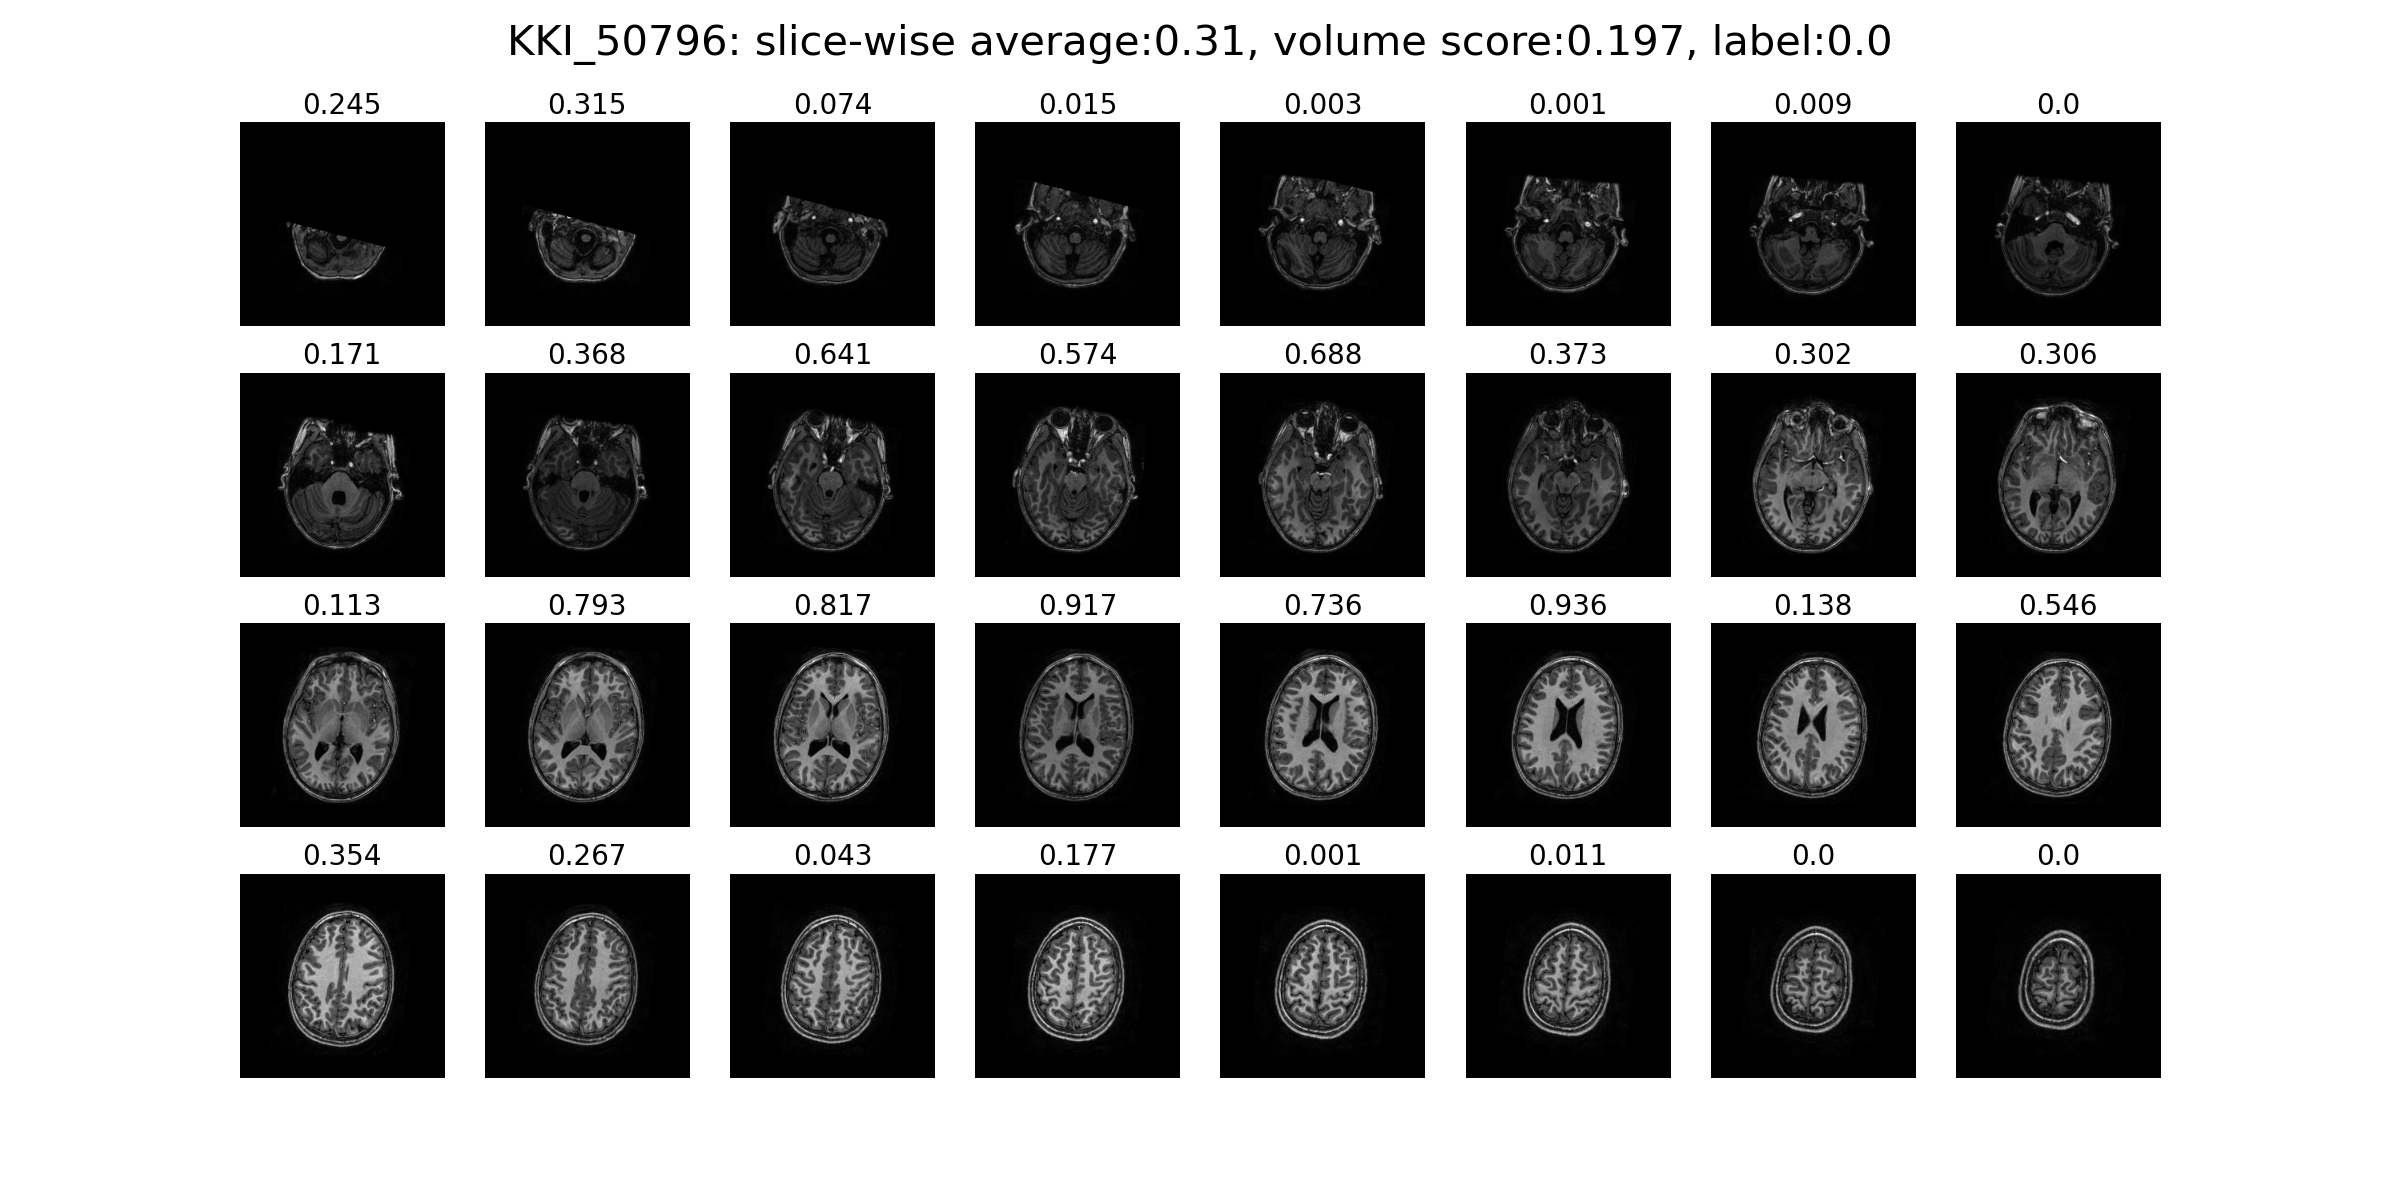 KKI_50796: slice-wise average:0.31, volume score:0.197, label:0.0
0.245 0.315 0.074 0.015 0.003 0.001 0.009 0.0
0.171 0.368 0.641 0.574 0.688 0.373 0.302 0.306
0.113 0.793 0.817 0.917 0.736 0.936 0.138 0.546
0.354 0.267 0.043 0.177 0.001 0.011 0.0 0.0